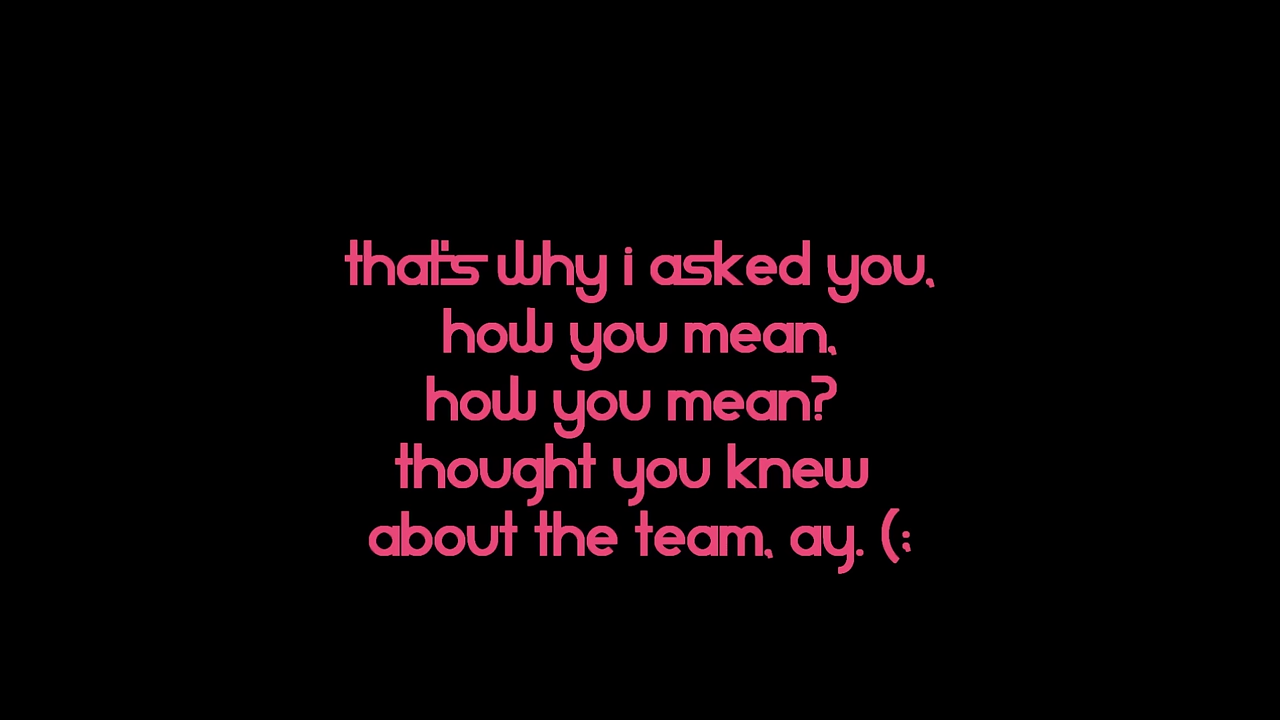 that's why i asked you,
how you mean,
how you mean?
thought you knew
about the team, ay. (;